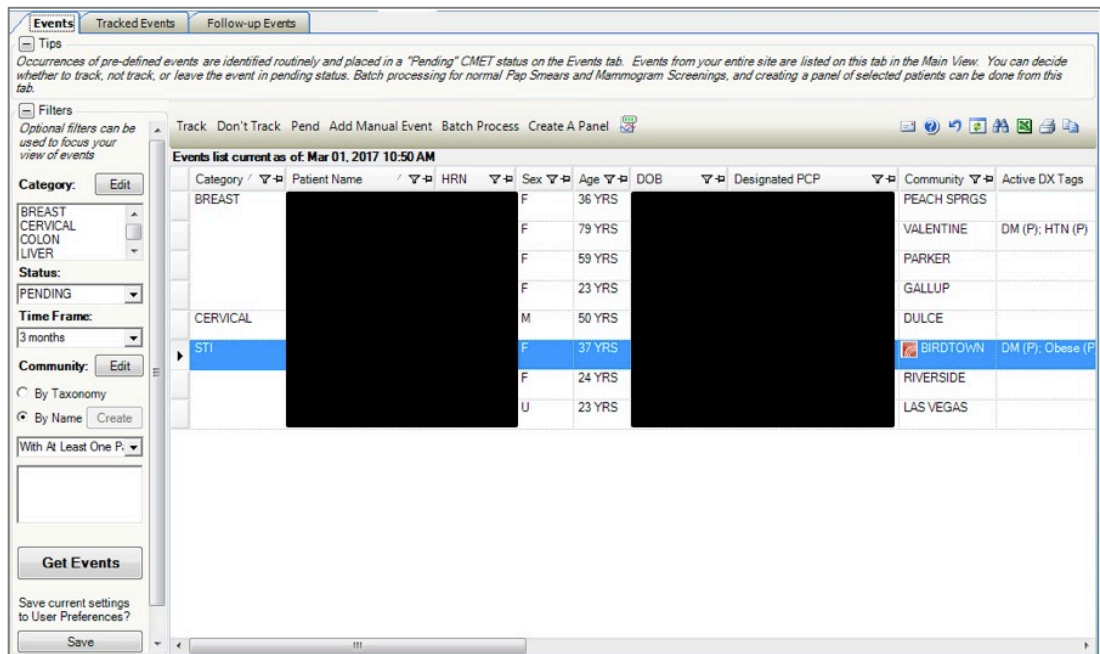 Events Tracked Events Follow-up Events
Tips
Occurrences of pre-defined events are identified routinely and placed in a "Pending" CMET status on the Events tab. Events from your entire site are listed on this tab in the Main View. You can decide
whether to track, not track, or leave the event in pending status. Batch processing for normal Pap Smears and Mammogram Screenings, and creating a panel of selected patients can be done from this
tab.
Filters
Optional filters can be
used to focus your
view of events
Category: Edit
BREAST
CERVICAL
COLON
LIVER
Status:
PENDING
Time Frame:
3 months
Community: Edit
By Taxonomy
By Name Create
With At Least One P
Get Events
Save current settings
to User Preferences?
Save
Track Don't Track Pend Add Manual Event Batch Process Create A Panel
Events list current as of: Mar 01, 2017 10:50 AM
Category Patient Name HRN Sex Age DOB Designated PCP Community Active DX Tags
BREAST F 36 YRS PEACH SPRGS
F 79 YRS VALENTINE DM (P); HTN (P)
F 59 YRS PARKER
F 23 YRS GALLUP
CERVICAL M 50 YRS DULCE
STI F 37 YRS BIRDTOWN DM (P); Obese (P
F 24 YRS RIVERSIDE
U 23 YRS LAS VEGAS